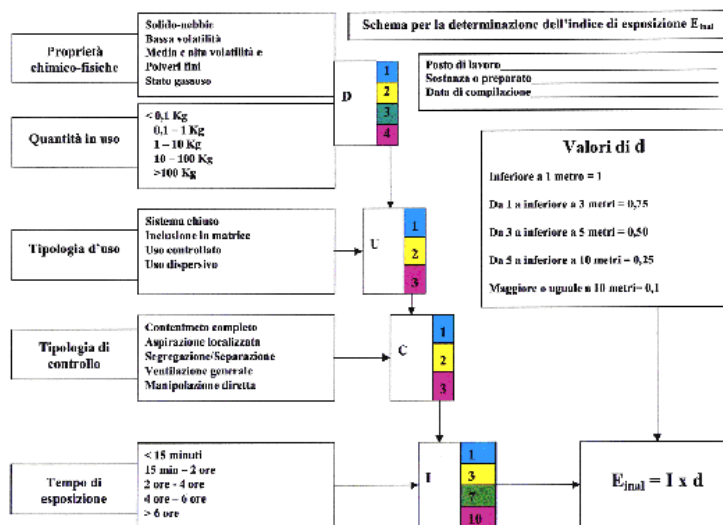 Schema per la determinazione dell'indice di esposizione E inal
Proprietà
chimico-fisiche
Solido-nebbie
Bassa volatilità
Media e alta volatilità e
Polveri fini
Stato gassoso
Posto di lavoro
Sostanza o preparato
Data di compilazione
D
1
2
3
4
Quantità in uso
< 0,1 Kg
0,1 – 1 Kg
1 – 10 Kg
10 – 100 Kg
>100 Kg
Valori di d
Inferiore a 1 metro = 1
Da 1 a inferiore a 3 metri = 0,75
Da 3 a inferiore a 5 metri = 0,50
Da 5 a inferiore a 10 metri = 0,25
Maggiore o uguale a 10 metri= 0,1
Tipologia d'uso
Sistema chiuso
Inclusione in matrice
Uso controllato
Uso dispersivo
U
1
2
3
Tipologia di
controllo
Contenimeto completo
Aspirazione localizzata
Segregazione/Separazione
Ventilazione generale
Manipolazione diretta
C
1
2
3
Tempo di
esposizione
< 15 minuti
15 min – 2 ore
2 ore - 4 ore
4 ore – 6 ore
> 6 ore
I
1
3
7
10
E inal = I x d